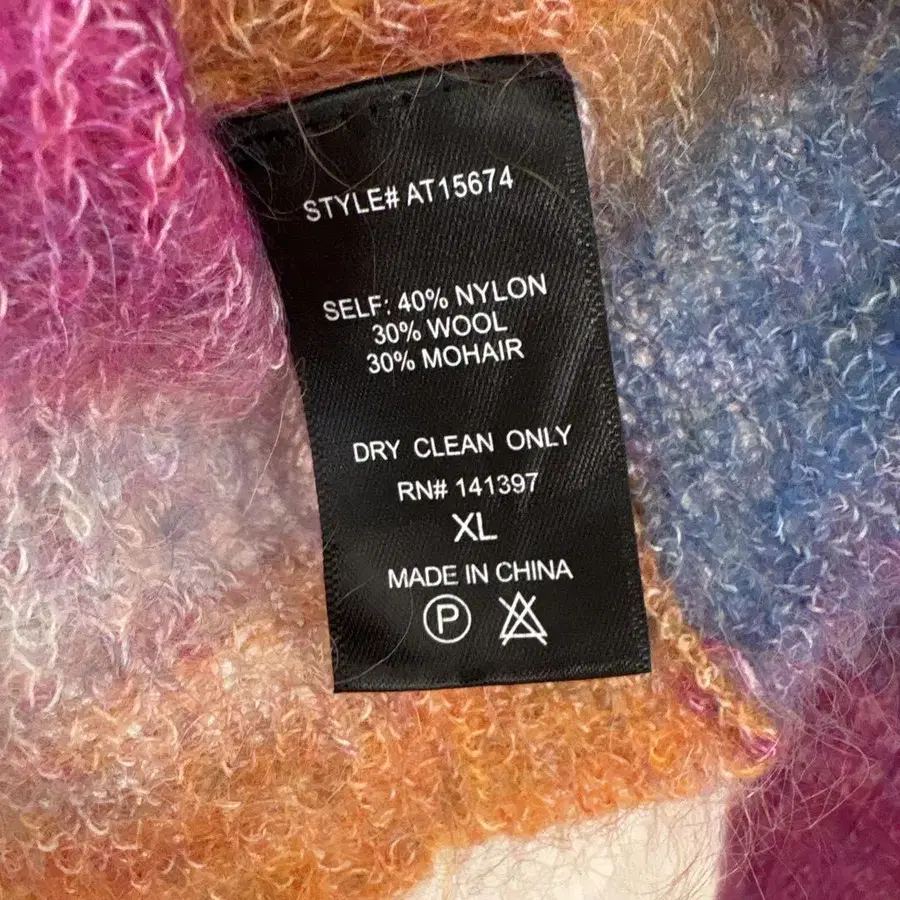 STYLE# AT15674
SELF: 40% NYLON
30% WOOL
30% MOHAIR
DRY CLEAN ONLY
RN# 141397
XL
MADE IN CHINA
P